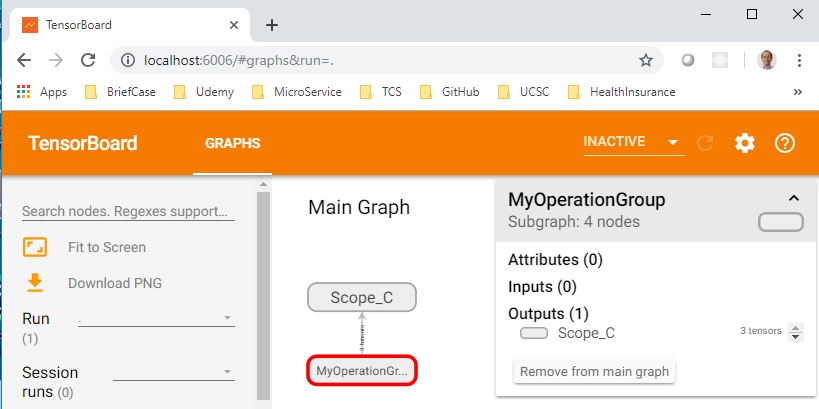 TensorBoard
localhost:6006/#graphs&run=.
Apps BriefCase Udemy MicroService TCS GitHub UCSC HealthInsurance »
TensorBoard GRAPHS INACTIVE
Search nodes. Regexes support...
Fit to Screen
Download PNG
Run
(1)
.
Session
runs (0)
Main Graph
Scope_C
3 tensors
MyOperationGr...
MyOperationGroup
Subgraph: 4 nodes
Attributes (0)
Inputs (0)
Outputs (1)
Scope_C 3 tensors
Remove from main graph